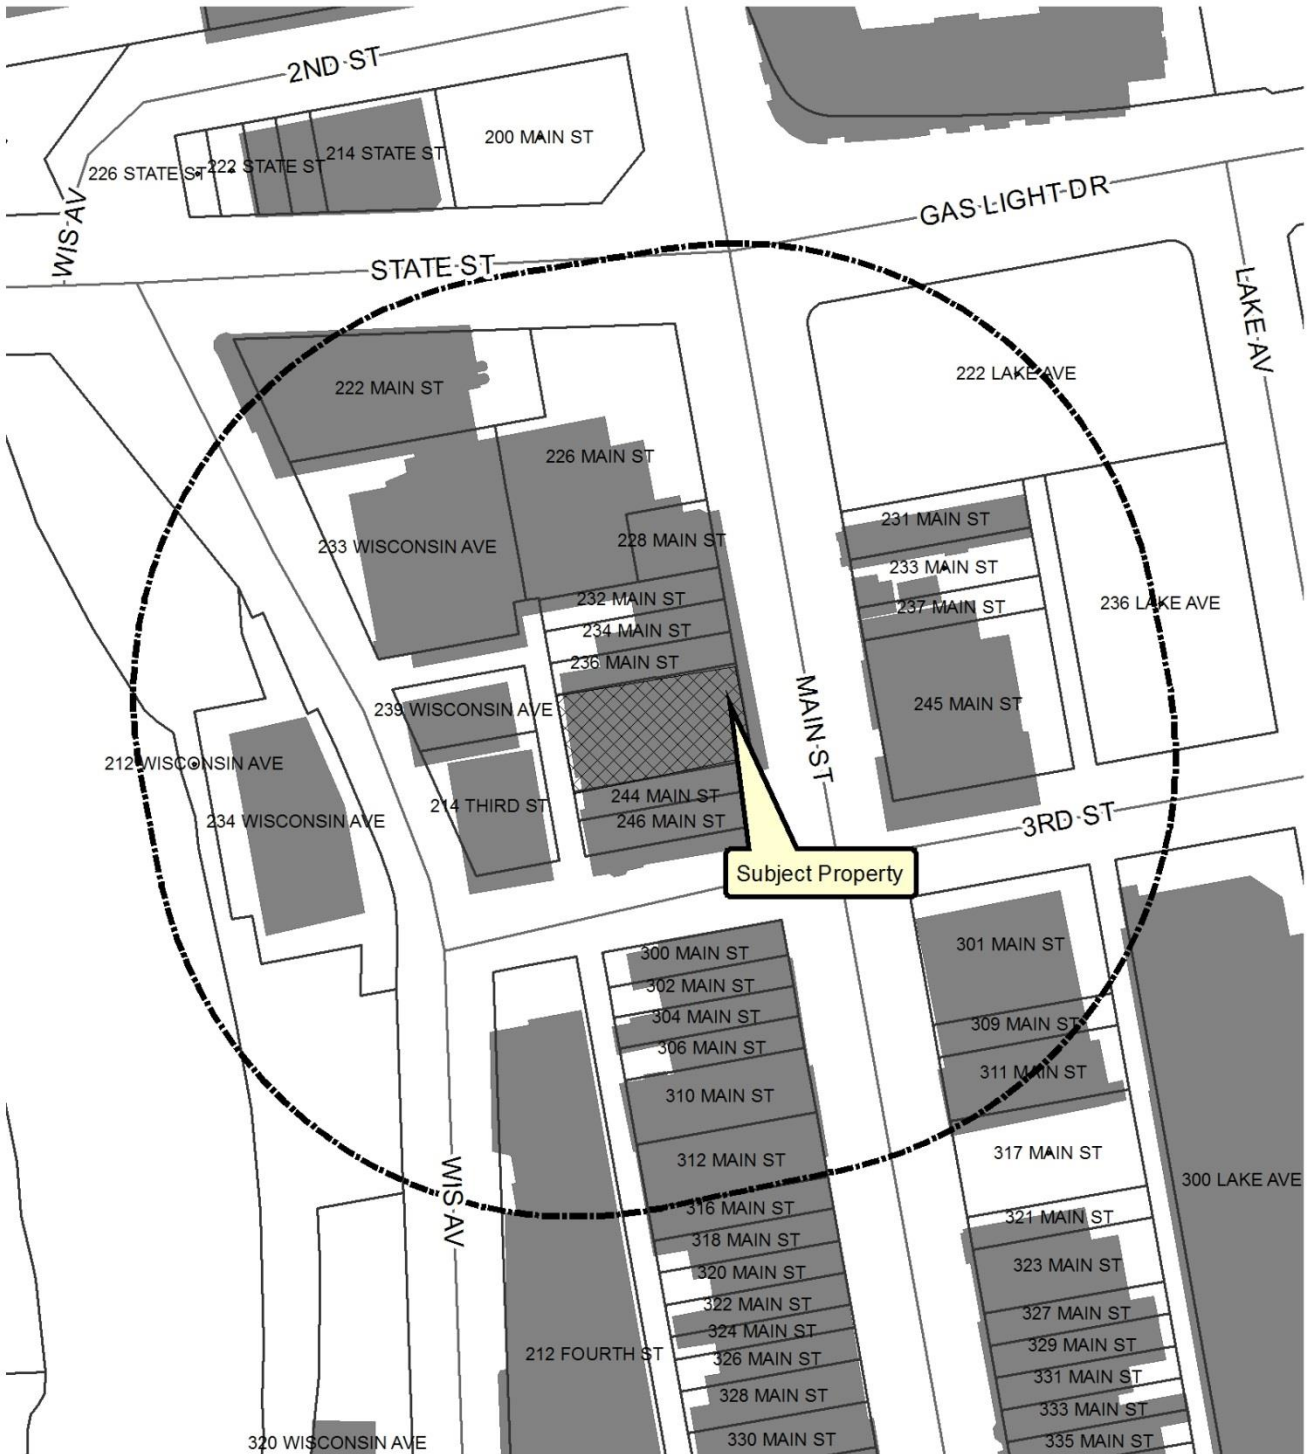 2ND ST
200 MAIN ST
214 STATE ST
222 STATE ST
226 STATE ST
WIS AV
GAS LIGHT DR
STATE ST
LAKE AV
222 LAKE AVE
222 MAIN ST
226 MAIN ST
231 MAIN ST
228 MAIN ST
233 WISCONSIN AVE
233 MAIN ST
232 MAIN ST
237 MAIN ST
236 LAKE AVE
234 MAIN ST
236 MAIN ST
MAIN ST
245 MAIN ST
239 WISCONSIN AVE
212 WISCONSIN AVE
244 MAIN ST
214 THIRD ST
234 WISCONSIN AVE
246 MAIN ST
3RD ST
Subject Property
301 MAIN ST
300 MAIN ST
302 MAIN ST
304 MAIN ST
309 MAIN ST
306 MAIN ST
311 MAIN ST
310 MAIN ST
317 MAIN ST
312 MAIN ST
300 LAKE AVE
WIS AV
316 MAIN ST
321 MAIN ST
318 MAIN ST
323 MAIN ST
320 MAIN ST
322 MAIN ST
327 MAIN ST
324 MAIN ST
329 MAIN ST
212 FOURTH ST
326 MAIN ST
331 MAIN ST
328 MAIN ST
333 MAIN ST
330 MAIN ST
335 MAIN ST
320 WISCONSIN AVE